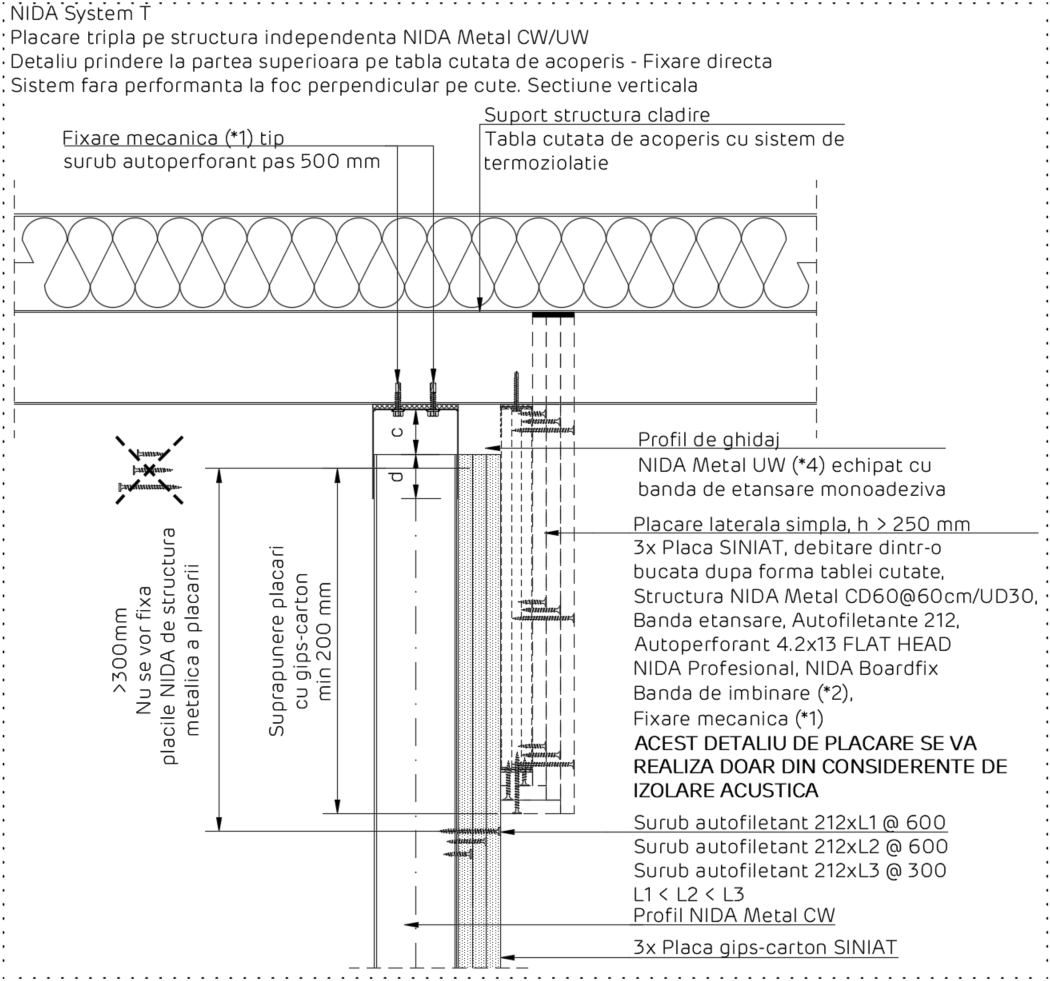 NIDA System T
Placare tripla pe structura independenta NIDA Metal CW/UW
Detaliu prindere la partea superioara pe tabla cutata de acoperis - Fixare directa
Sistem fara performanta la foc perpendicular pe cute. Sectiune verticala
Suport structura cladire
Tabla cutata de acoperis cu sistem de
termoziolatie
Fixare mecanica (*1) tip
surub autoperforant pas 500 mm
c
d
Profil de ghidaj
NIDA Metal UW (*4) echipat cu
banda de etansare monoadeziva
Placare laterala simpla, h > 250 mm
3x Placa SINIAT, debitare dintr-o
bucata dupa forma tablei cutate,
Structura NIDA Metal CD60@60cm/UD30,
Banda etansare, Autofiletante 212,
Autoperforant 4.2x13 FLAT HEAD
NIDA Profesional, NIDA Boardfix
Banda de imbinare (*2),
Fixare mecanica (*1)
ACEST DETALIU DE PLACARE SE VA
REALIZA DOAR DIN CONSIDERENTE DE
IZOLARE ACUSTICA
>300mm
Nu se vor fixa
placile NIDA de structura
metalica a placarii
Suprapunere placari
cu gips-carton
min 200 mm
Surub autofiletant 212xL1 @ 600
Surub autofiletant 212xL2 @ 600
Surub autofiletant 212xL3 @ 300
L1 < L2 < L3
Profil NIDA Metal CW
3x Placa gips-carton SINIAT